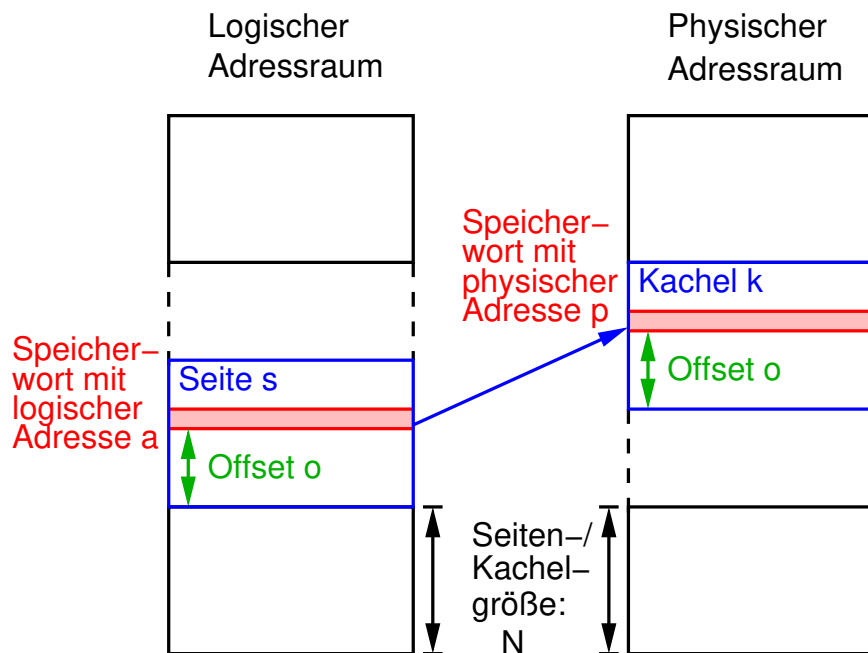 Logischer
Adressraum
Physischer
Adressraum
Speicher–
wort mit
physischer
Adresse p
Kachel k
Offset o
Speicher–
wort mit
logischer
Adresse a
Seite s
Offset o
Seiten–/
Kachel–
größe:
N